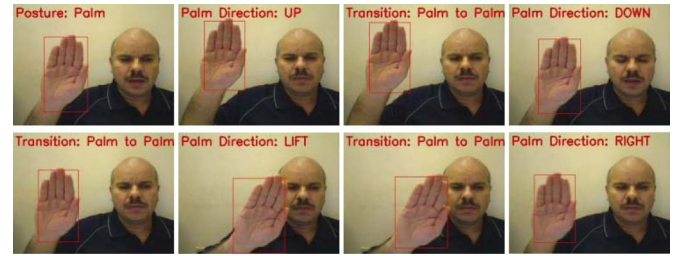 Posture: Palm
Palm Direction: UP
Transition: Palm to Palm
Palm Direction: DOWN
Transition: Palm to Palm
Palm Direction: LIFT
Transition: Palm to Palm
Palm Direction: RIGHT